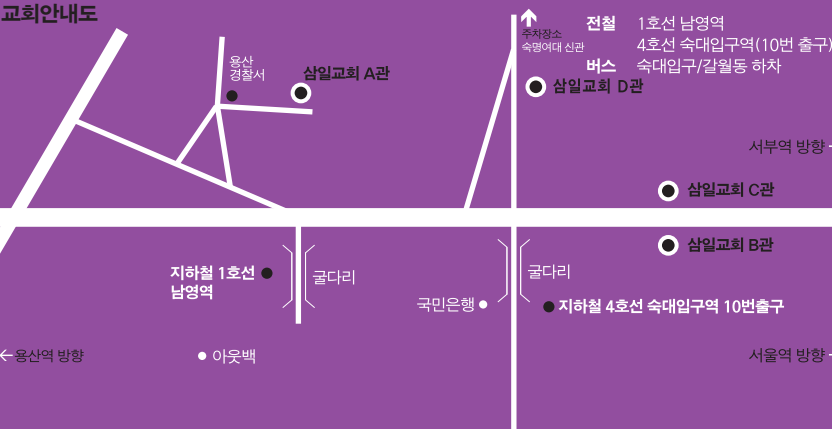 교회안내도
주차장소
숙명여대 신관
전철 1호선 남영역
4호선 숙대입구역(10번 출구)
버스 숙대입구/갈월동 하차
용산
경찰서
삼일교회 A관
삼일교회 D관
서부역 방향
삼일교회 C관
삼일교회 B관
지하철 1호선
남영역
굴다리
굴다리
국민은행
지하철 4호선 숙대입구역 10번출구
용산역 방향
아웃백
서울역 방향